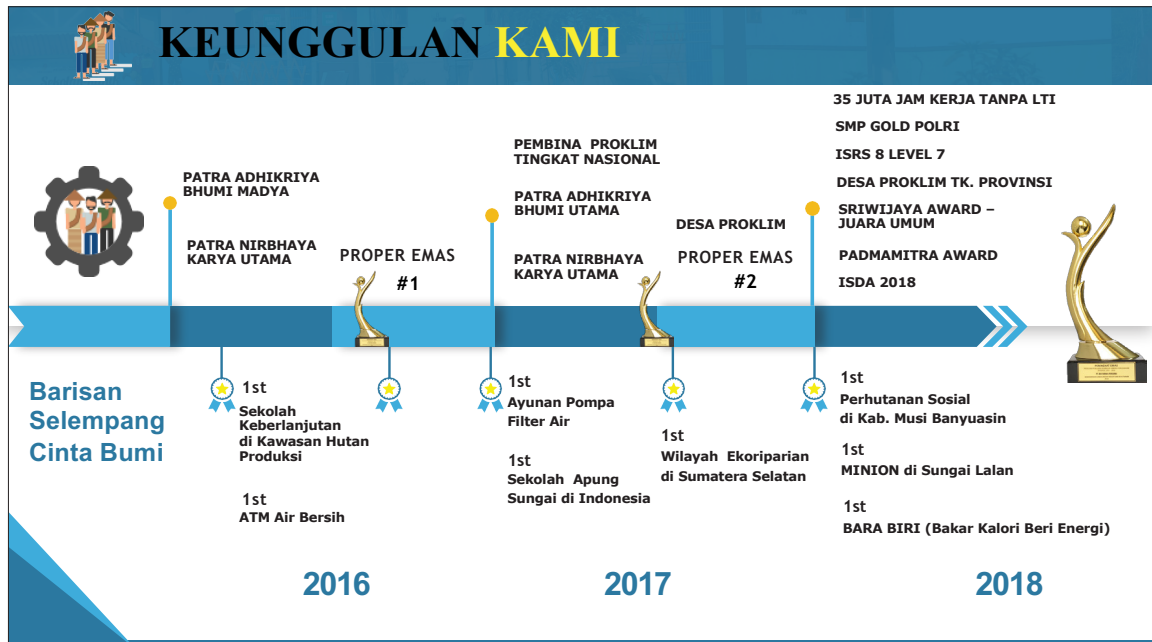 KEUNGGULAN KAMI
PATRA ADHIKRIYA
BHUMI MADYA
PATRA NIRBHAYA
KARYA UTAMA
PROPER EMAS
#1
PEMBINA PROKLIM
TINGKAT NASIONAL
PATRA ADHIKRIYA
BHUMI UTAMA
PATRA NIRBHAYA
KARYA UTAMA
DESA PROKLIM
PROPER EMAS
#2
35 JUTA JAM KERJA TANPA LTI
SMP GOLD POLRI
ISRS 8 LEVEL 7
DESA PROKLIM TK. PROVINSI
SRIWIJAYA AWARD –
JUARA UMUM
PADMAMITRA AWARD
ISDA 2018
Barisan
Selempang
Cinta Bumi
1st
Sekolah
Keberlanjutan
di Kawasan Hutan
Produksi
1st
ATM Air Bersih
1st
Ayunan Pompa
Filter Air
1st
Sekolah Apung
Sungai di Indonesia
1st
Wilayah Ekoriparian
di Sumatera Selatan
1st
Perhutanan Sosial
di Kab. Musi Banyuasin
1st
MINION di Sungai Lalan
1st
BARA BIRI (Bakar Kalori Beri Energi)
2016
2017
2018